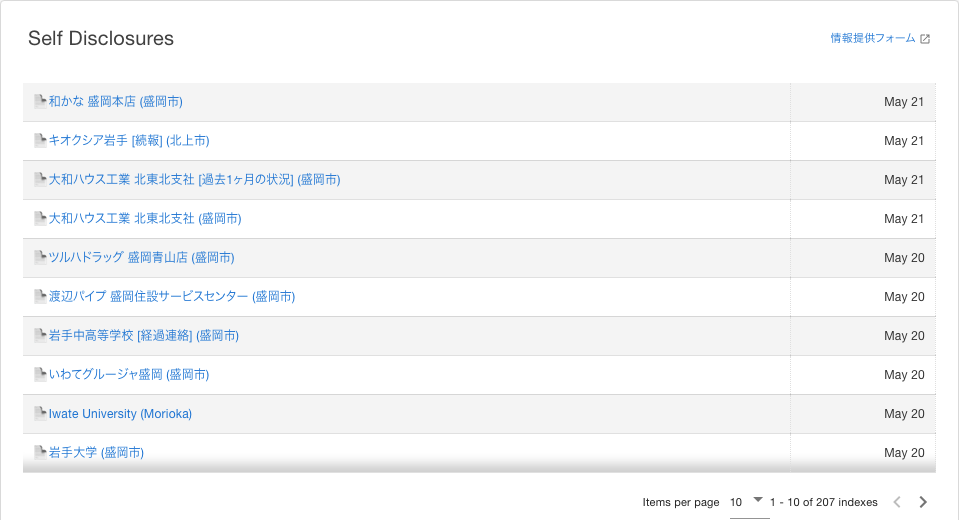 Self Disclosures
情報提供フォーム
和かな 盛岡本店 (盛岡市) May 21
キオクシア岩手 [続報] (北上市) May 21
大和ハウス工業 北東北支社 [過去1ヶ月の状況] (盛岡市) May 21
大和ハウス工業 北東北支社 (盛岡市) May 21
ツルハドラッグ 盛岡青山店 (盛岡市) May 20
渡辺パイプ 盛岡住設サービスセンター (盛岡市) May 20
岩手中高等学校 [経過連絡] (盛岡市) May 20
いわてグルージャ盛岡 (盛岡市) May 20
Iwate University (Morioka) May 20
岩手大学 (盛岡市) May 20
Items per page 10 1 - 10 of 207 indexes